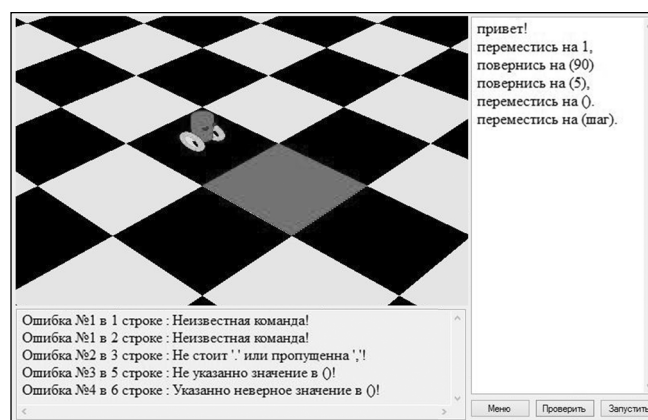 привет!
переместись на 1,
повернись на (90)
повернись на (5),
переместись на ().
переместись на (шаг).
Ошибка №1 в 1 строке : Неизвестная команда!
Ошибка №1 в 2 строке : Неизвестная команда!
Ошибка №2 в 3 строке : Не стоит '.' или пропущенна ','!
Ошибка №3 в 5 строке : Не указанно значение в ()!
Ошибка №4 в 6 строке : Указанно неверное значение в ()!
Меню Проверить Запустить